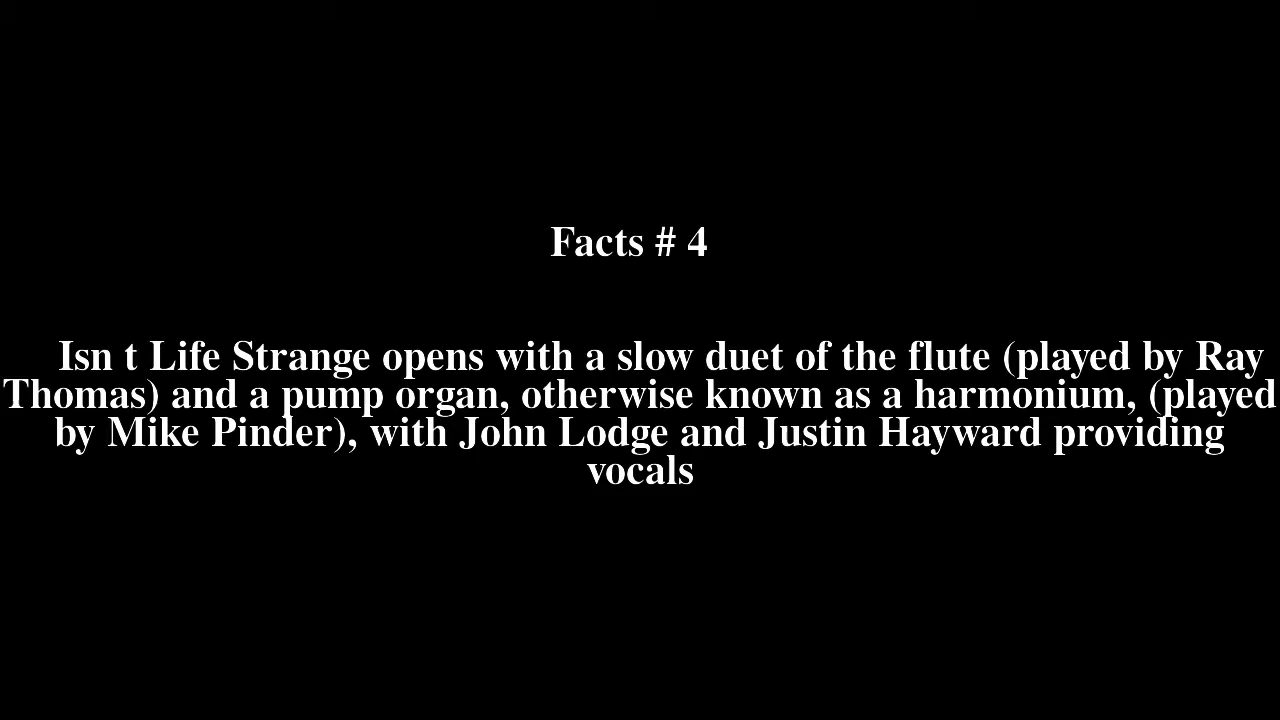 Facts # 4
Isn t Life Strange opens with a slow duet of the flute (played by Ray
Thomas) and a pump organ, otherwise known as a harmonium, (played
by Mike Pinder), with John Lodge and Justin Hayward providing
vocals